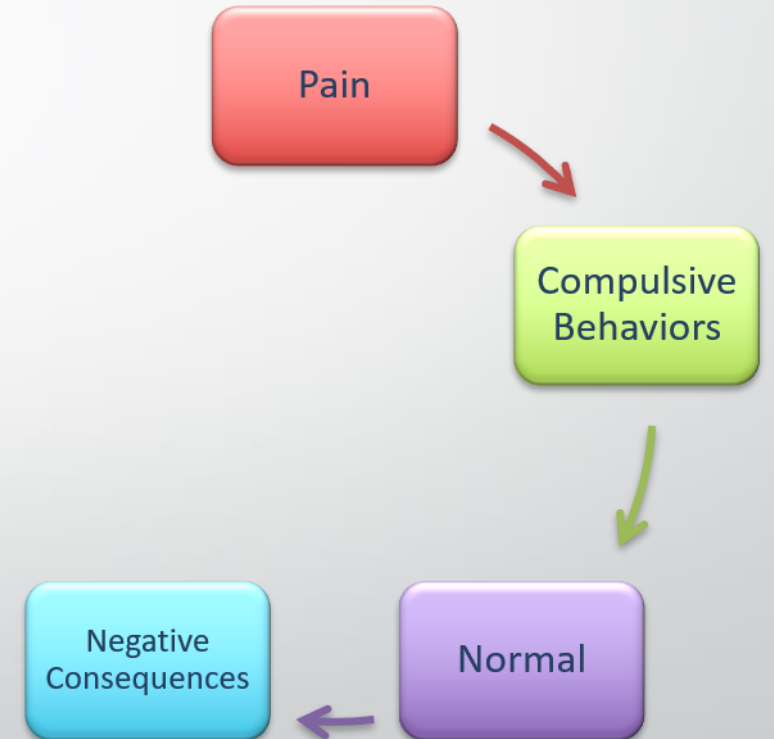 Pain
Compulsive
Behaviors
Normal
Negative
Consequences